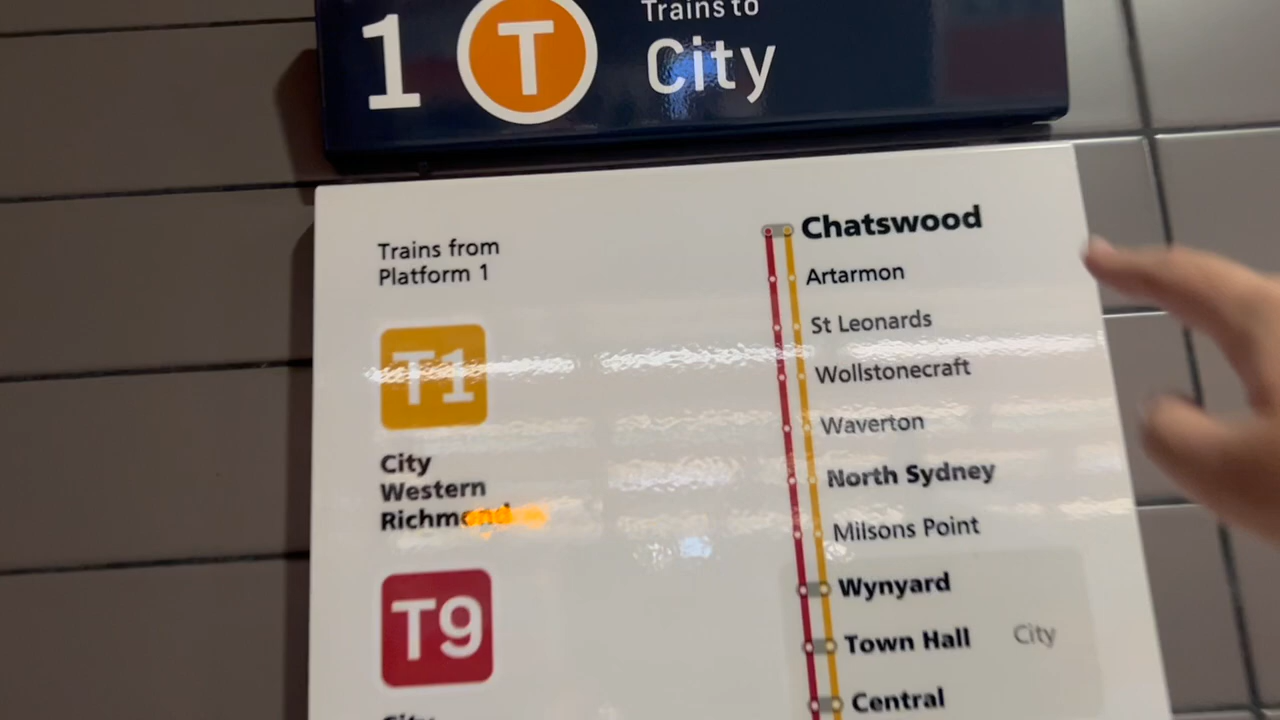 1 T Trains to
City
Trains from
Platform 1
T1
City
Western
Richmond
T9
Chatswood
Artarmon
St Leonards
Wollstonecraft
Waverton
North Sydney
Milsons Point
Wynyard
Town Hall City
Central